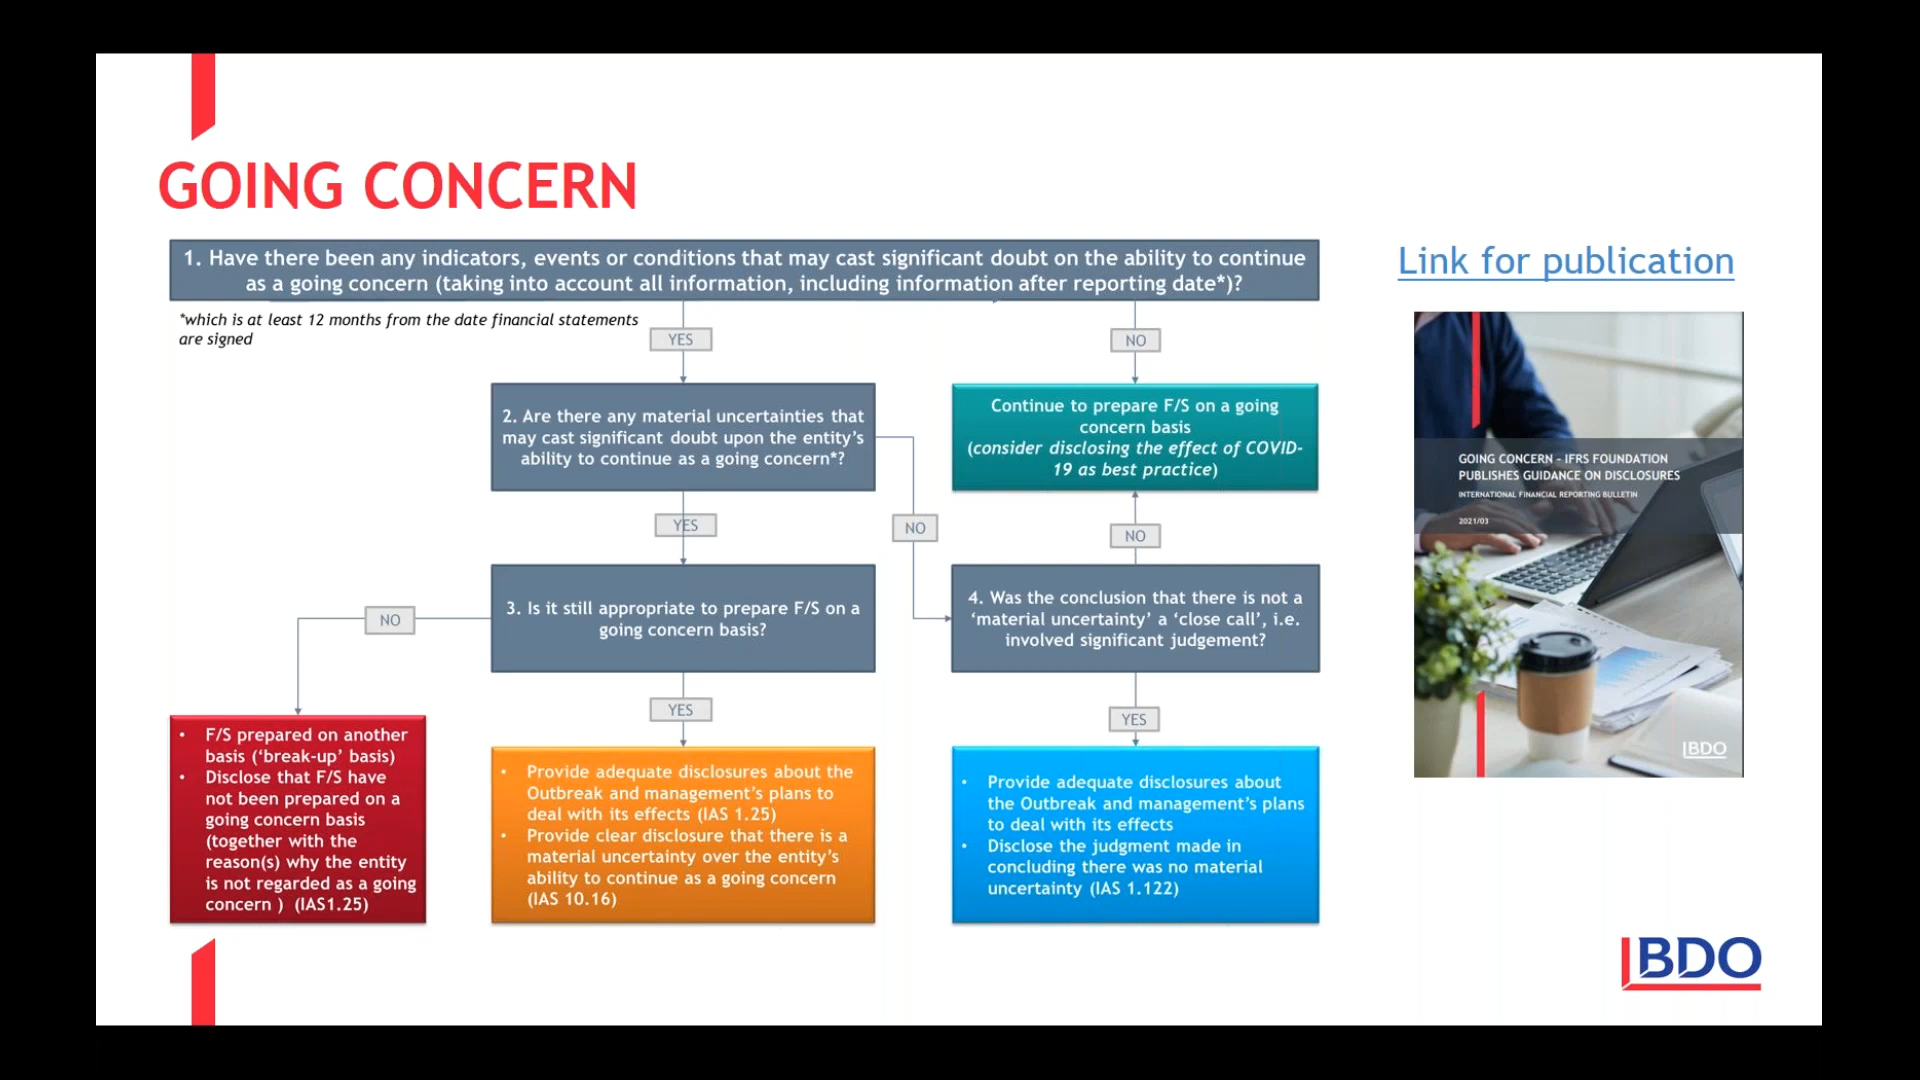 GOING CONCERN
1. Have there been any indicators, events or conditions that may cast significant doubt on the ability to continue
as a going concern (taking into account all information, including information after reporting date*)?
Link for publication
*which is at least 12 months from the date financial statements
are signed
YES
NO
2. Are there any material uncertainties that
may cast significant doubt upon the entity's
ability to continue as a going concern*?
Continue to prepare F/S on a going
concern basis
(consider disclosing the effect of COVID-
19 as best practice)
YES
NO
NO
3. Is it still appropriate to prepare F/S on a
going concern basis?
4. Was the conclusion that there is not a
‘material uncertainty’ a ‘close call’, i.e.
involved significant judgement?
NO
YES
YES
• F/S prepared on another
basis (‘break-up’ basis)
• Disclose that F/S have
not been prepared on a
going concern basis
(together with the
reason(s) why the entity
is not regarded as a going
concern ) (IAS1.25)
• Provide adequate disclosures about the
Outbreak and management's plans to
deal with its effects (IAS 1.25)
• Provide clear disclosure that there is a
material uncertainty over the entity's
ability to continue as a going concern
(IAS 10.16)
• Provide adequate disclosures about
the Outbreak and management's plans
to deal with its effects
• Disclose the judgment made in
concluding there was no material
uncertainty (IAS 1.122)
GOING CONCERN – IFRS FOUNDATION
PUBLISHES GUIDANCE ON DISCLOSURES
INTERNATIONAL FINANCIAL REPORTING BULLETIN
2021/03
BDO
BDO